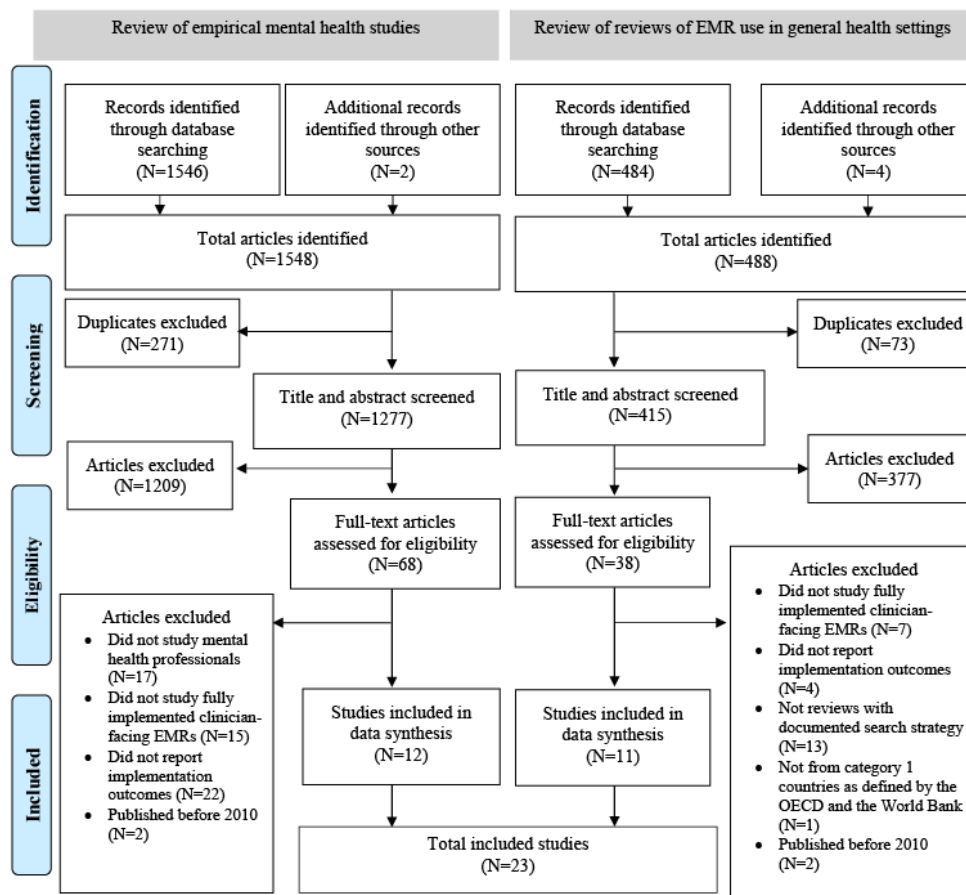 Review of empirical mental health studies
Review of reviews of EMR use in general health settings
Identification
Records identified
through database
searching
(N=1546)
Additional records
identified through other
sources
(N=2)
Records identified
through database
searching
(N=484)
Additional records
identified through other
sources
(N=4)
Total articles identified
(N=1548)
Total articles identified
(N=488)
Screening
Duplicates excluded
(N=271)
Duplicates excluded
(N=73)
Title and abstract screened
(N=1277)
Title and abstract screened
(N=415)
Articles excluded
(N=1209)
Articles excluded
(N=377)
Eligibility
Full-text articles
assessed for eligibility
(N=68)
Full-text articles
assessed for eligibility
(N=38)
Articles excluded
• Did not study mental
health professionals
(N=17)
• Did not study fully
implemented clinician-
facing EMRs (N=15)
• Did not report
implementation
outcomes (N=22)
• Published before 2010
(N=2)
Articles excluded
• Did not study fully
implemented clinician-
facing EMRs (N=7)
• Did not report
implementation outcomes
(N=4)
• Not reviews with
documented search strategy
(N=13)
• Not from category 1
countries as defined by the
OECD and the World Bank
(N=1)
• Published before 2010
(N=2)
Included
Studies included in
data synthesis
(N=12)
Studies included in
data synthesis
(N=11)
Total included studies
(N=23)